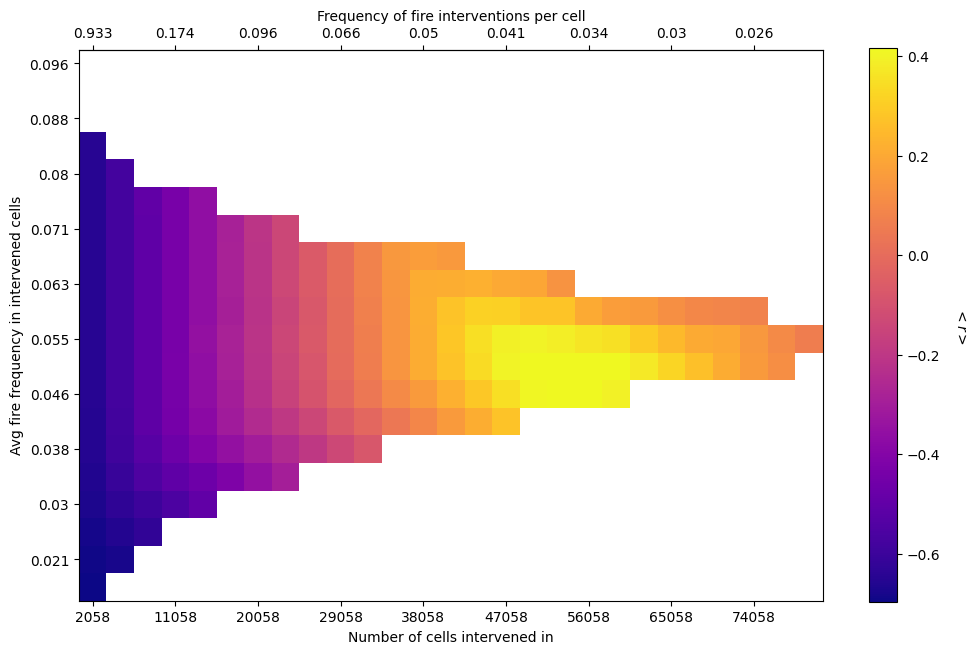 Frequency of fire interventions per cell
0.933 0.174 0.096 0.066 0.05 0.041 0.034 0.03 0.026
Avg fire frequency in intervened cells
0.096
0.088
0.08
0.071
0.063
0.055
0.046
0.038
0.03
0.021
2058 11058 20058 29058 38058 47058 56058 65058 74058
Number of cells intervened in
0.4
0.2
0.0
−0.2
−0.4
−0.6
< r >